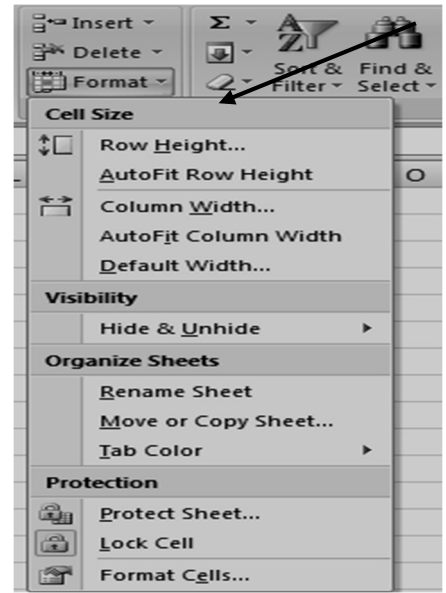 Insert
Delete
Format
Σ
Sort & Filter
Find & Select
Cell Size
Row Height...
AutoFit Row Height
Column Width...
AutoFit Column Width
Default Width...
Visibility
Hide & Unhide
Organize Sheets
Rename Sheet
Move or Copy Sheet...
Tab Color
Protection
Protect Sheet...
Lock Cell
Format Cells...
A
Z
O